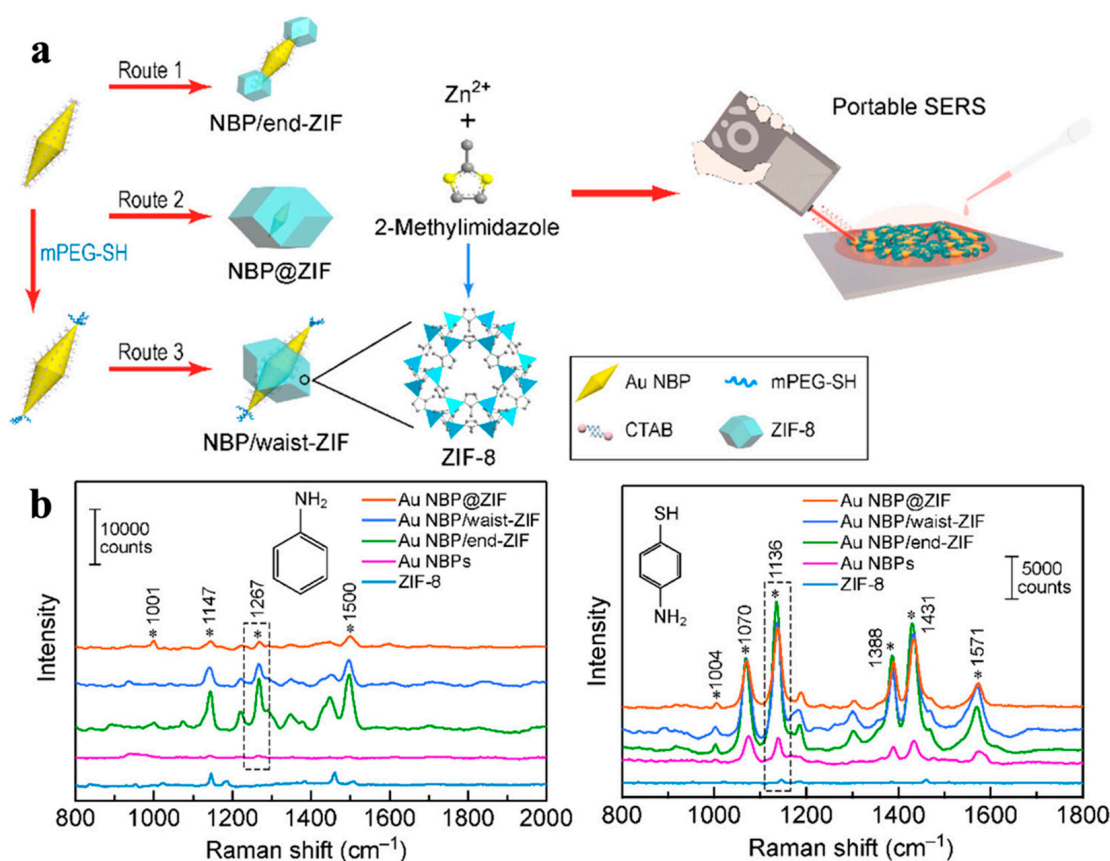 a
Route 1
NBP/end-ZIF
Route 2
NBP@ZIF
mPEG-SH
Route 3
NBP/waist-ZIF
Zn2+
+
2-Methylimidazole
ZIF-8
Portable SERS
Au NBP
mPEG-SH
CTAB
ZIF-8
b
10000
counts
NH2
Au NBP@ZIF
Au NBP/waist-ZIF
Au NBP/end-ZIF
Au NBPs
ZIF-8
* 1001
* 1147
* 1267
* 1500
Intensity
800
1000
1200
1400
1600
1800
2000
Raman shift (cm−1)
SH
NH2
Au NBP@ZIF
Au NBP/waist-ZIF
Au NBP/end-ZIF
Au NBPs
ZIF-8
5000
counts
*1004
*1070
1136
*
1388
*
*
1431
*1571
Intensity
800
1000
1200
1400
1600
1800
Raman shift (cm−1)